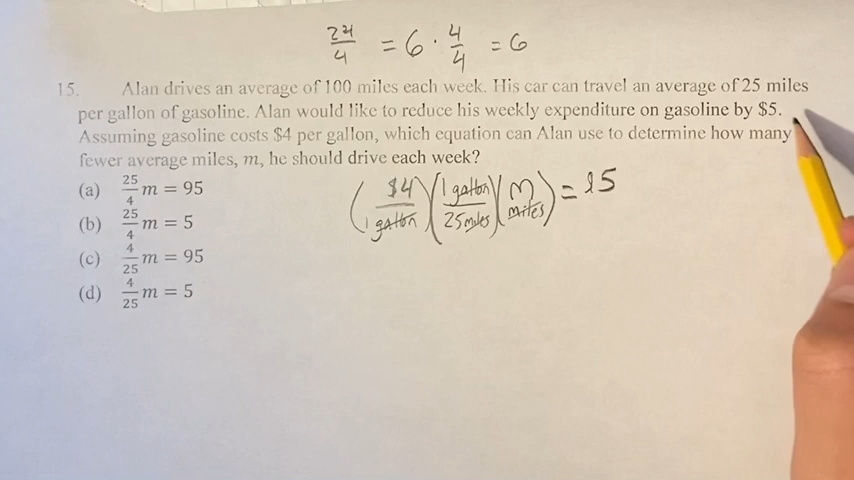 24/4 = 6 · 4/4 = 6
15. Alan drives an average of 100 miles each week. His car can travel an average of 25 miles
per gallon of gasoline. Alan would like to reduce his weekly expenditure on gasoline by $5.
Assuming gasoline costs $4 per gallon, which equation can Alan use to determine how many
fewer average miles, m, he should drive each week?
(a) 25/4 m = 95
(b) 25/4 m = 5
(c) 4/25 m = 95
(d) 4/25 m = 5
($4/1 gallon)(1 gallon/25 miles)(m miles) = $5